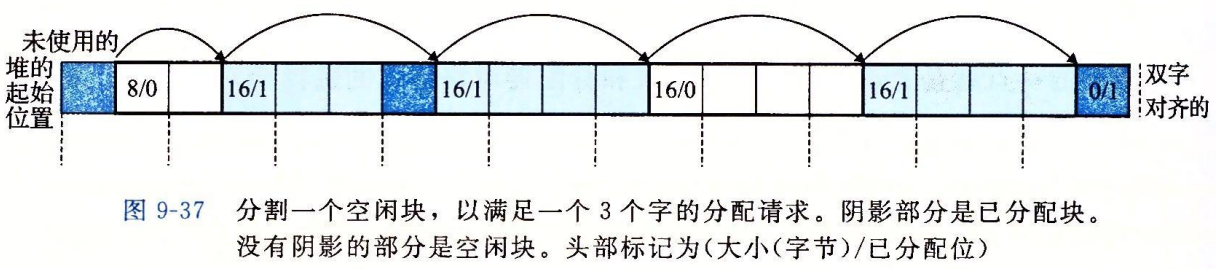 未使用的
堆的
起始
位置
8/0
16/1
16/1
16/0
16/1
0/1
双字
对齐的
图 9-37 分割一个空闲块，以满足一个 3 个字的分配请求。阴影部分是已分配块。
没有阴影的部分是空闲块。头部标记为(大小(字节)/已分配位)